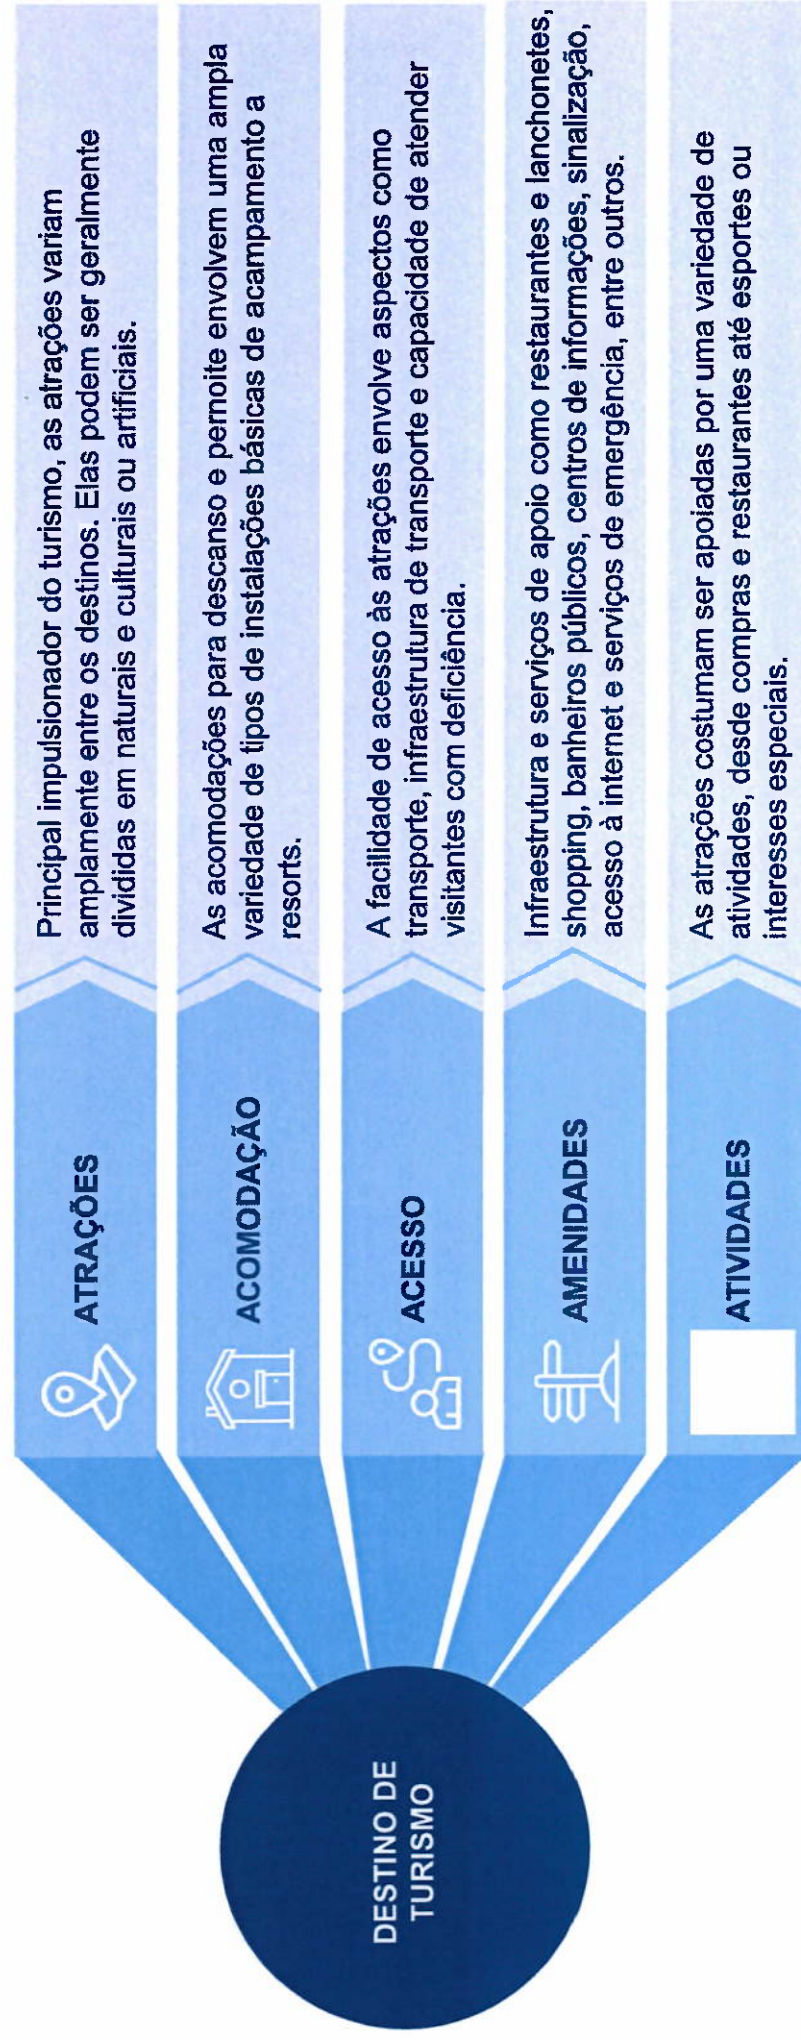 DESTINO DE
TURISMO
ATRAÇÕES
Principal impulsionador do turismo, as atrações variam
amplamente entre os destinos. Elas podem ser geralmente
divididas em naturais e culturais ou artificiais.
ACOMODAÇÃO
As acomodações para descanso e pernoite envolvem uma ampla
variedade de tipos de instalações básicas de acampamento a
resorts.
ACESSO
A facilidade de acesso às atrações envolve aspectos como
transporte, infraestrutura de transporte e capacidade de atender
visitantes com deficiência.
AMENIDADES
Infraestrutura e serviços de apoio como restaurantes e lanchonetes,
shopping, banheiros públicos, centros de informações, sinalização,
acesso à internet e serviços de emergência, entre outros.
ATIVIDADES
As atrações costumam ser apoiadas por uma variedade de
atividades, desde compras e restaurantes até esportes ou
interesses especiais.